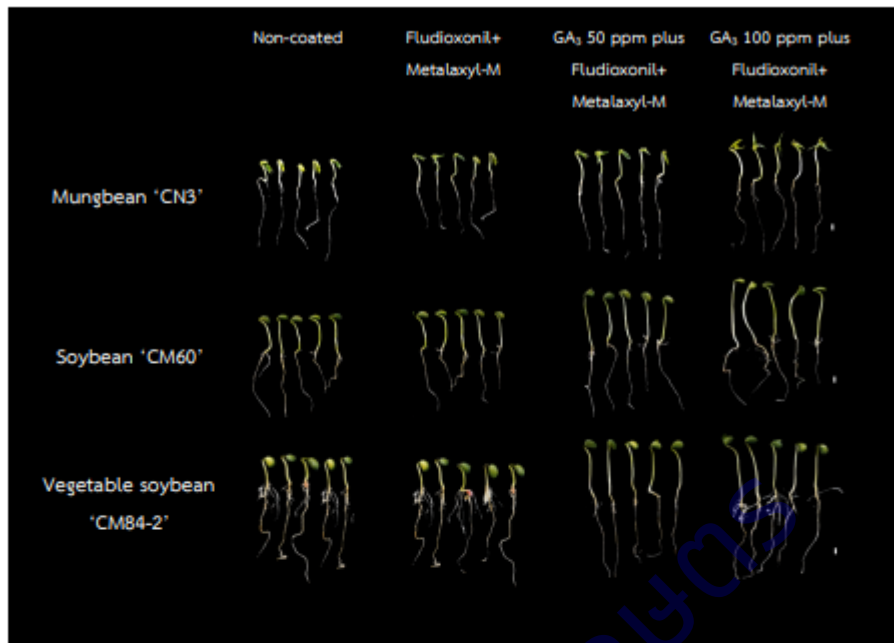 Non-coated
Fludioxonil+
Metalaxyl-M
GA₃ 50 ppm plus
Fludioxonil+
Metalaxyl-M
GA₃ 100 ppm plus
Fludioxonil+
Metalaxyl-M
Mungbean ‘CN3’
Soybean ‘CM60’
Vegetable soybean
‘CM84-2’